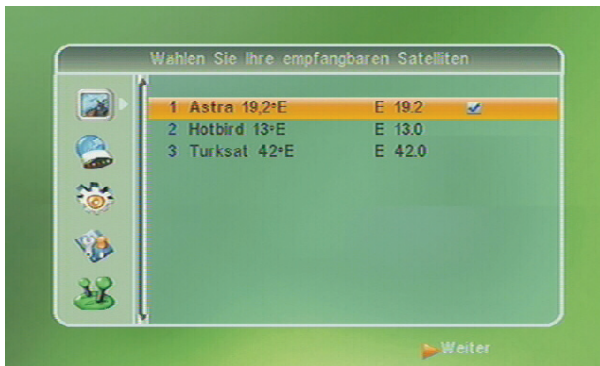 Wählen Sie Ihre empfangbaren Satelliten
1 Astra 19,2°E E 19.2
2 Hotbird 13°E E 13.0
3 Turksat 42°E E 42.0
Weiter